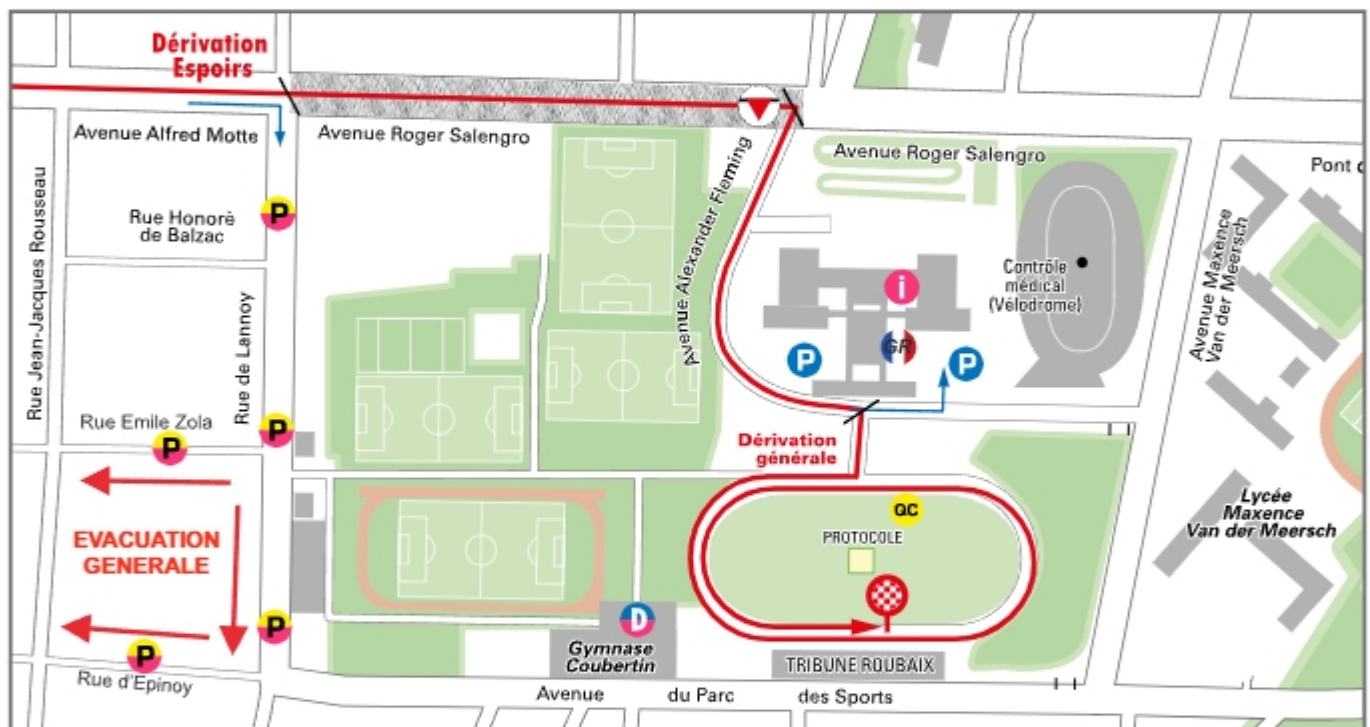 Dérivation
Espoirs
Avenue Alfred Motte
Avenue Roger Salengro
Avenue Roger Salengro
Pont
Rue Jean-Jacques Rousseau
Rue Honorè
de Balzac
P
Avenue Alexander Fleming
Avenue Maxence
Van der Meersch
Contrôle
médical
(Vélodrome)
i
GR
P
P
Rue de Lannoy
Rue Emile Zola
P
P
Dérivation
générale
EVACUATION
GENERALE
QC
PROTOCOLE
Lycée
Maxence
Van der Meersch
P
P
Rue d'Epinoy
D
Gymnase
Coubertin
TRIBUNE ROUBAIX
Avenue du Parc des Sports